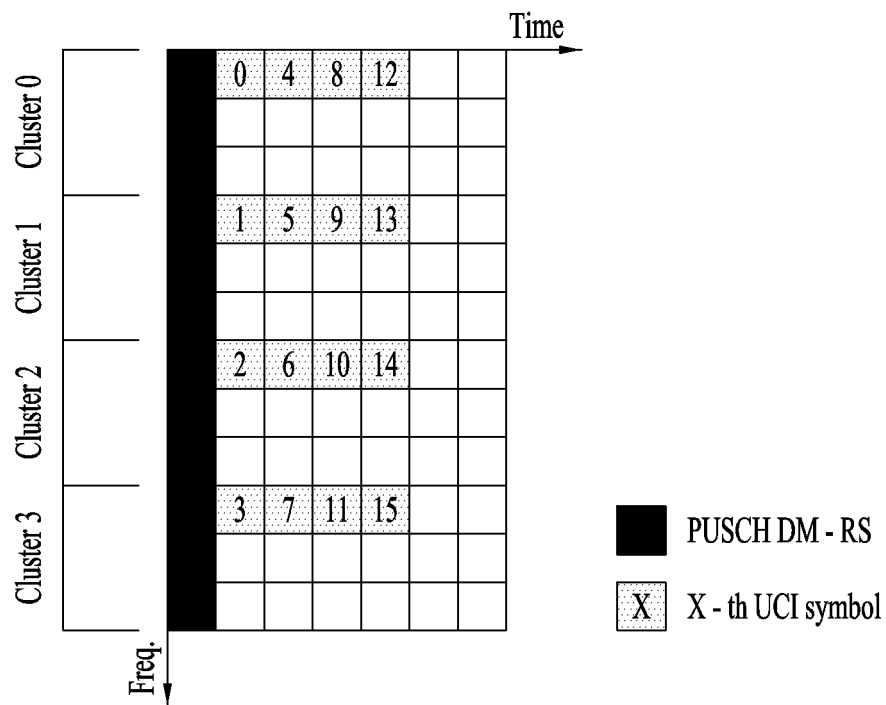 Time
Cluster 0
0 4 8 12
Cluster 1
1 5 9 13
Cluster 2
2 6 10 14
Cluster 3
3 7 11 15
PUSCH DM - RS
X X - th UCI symbol
Freq.